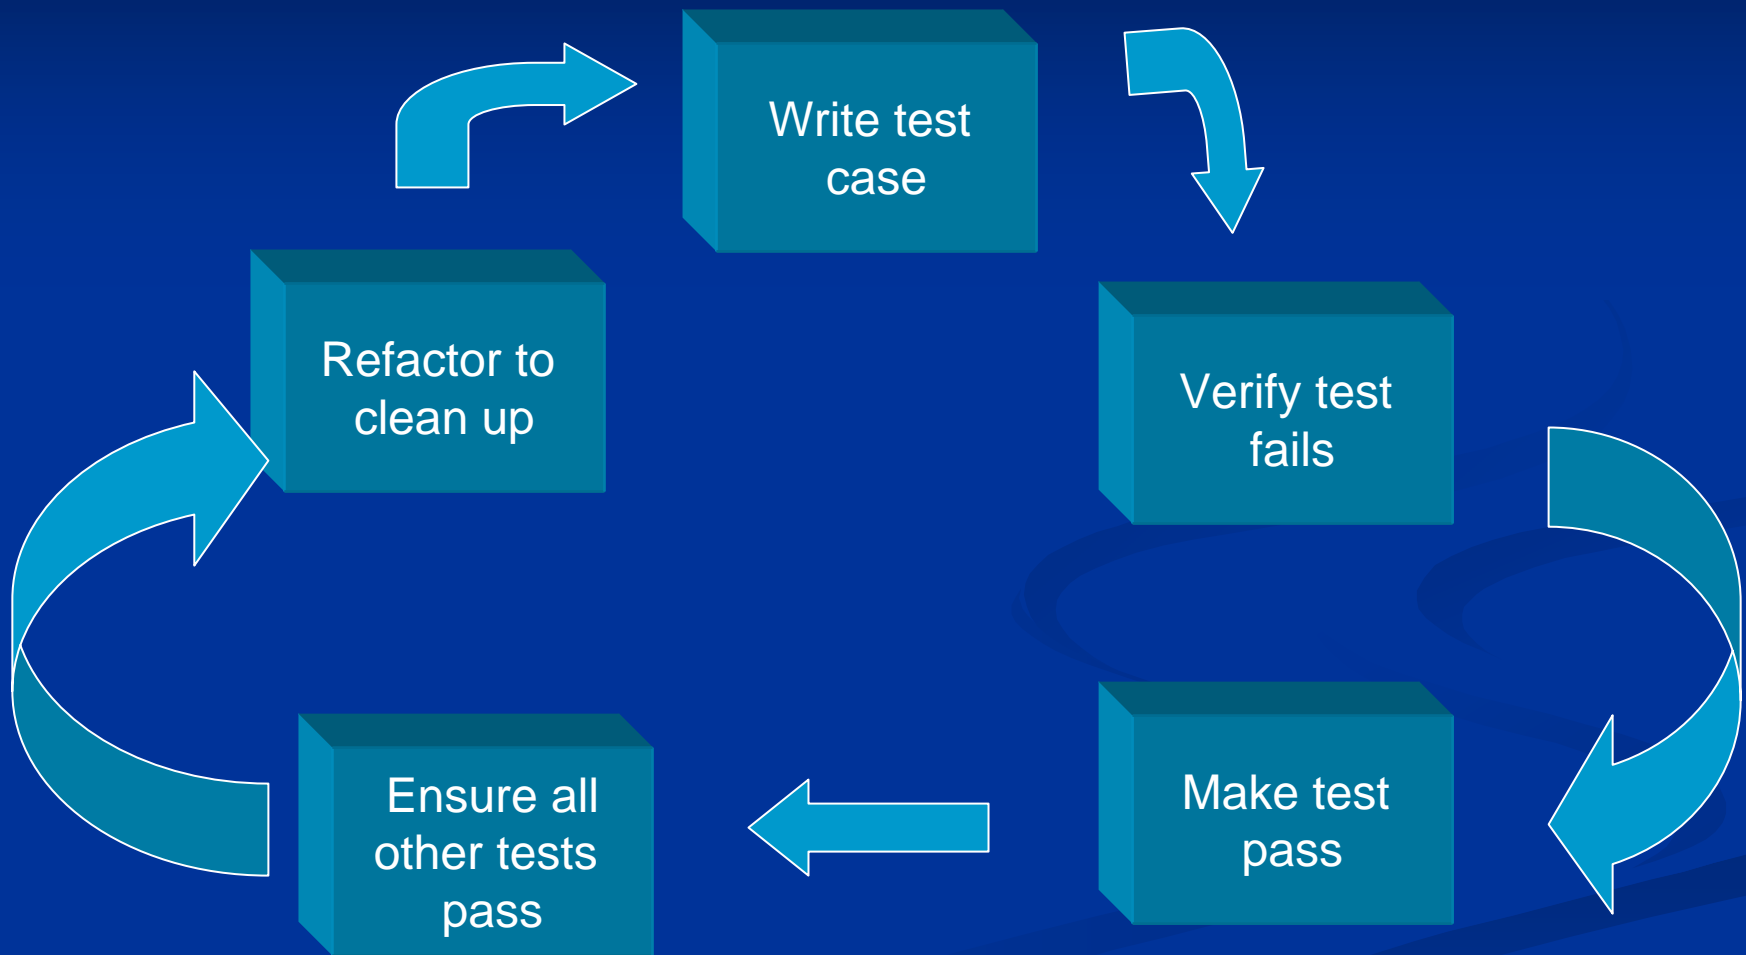 Write test
case
Refactor to
clean up
Verify test
fails
Ensure all
other tests
pass
Make test
pass